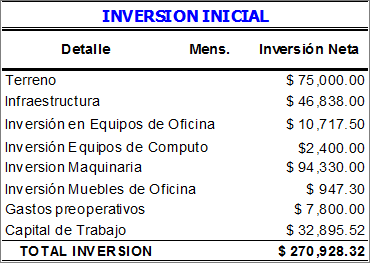 INVERSION INICIAL
Detalle Mens. Inversión Neta
Terreno $ 75,000.00
Infraestructura $ 46,838.00
Inversión en Equipos de Oficina $ 10,717.50
Inversión Equipos de Computo $2,400.00
Inversion Maquinaria $ 94,330.00
Inversión Muebles de Oficina $ 947.30
Gastos preoperativos $ 7,800.00
Capital de Trabajo $ 32,895.52
TOTAL INVERSION $ 270,928.32